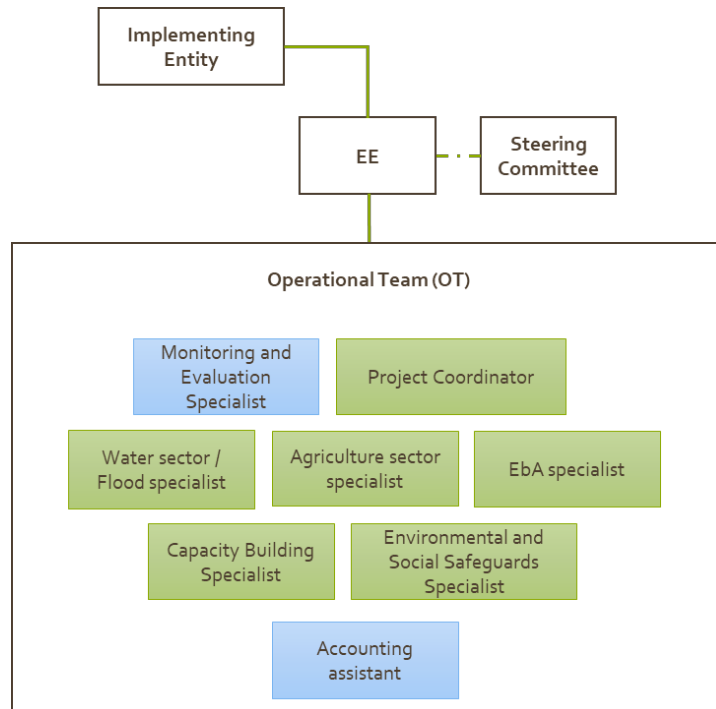 Implementing
Entity
EE
Steering
Committee
Operational Team (OT)
Monitoring and
Evaluation
Specialist
Project Coordinator
Water sector /
Flood specialist
Agriculture sector
specialist
EbA specialist
Capacity Building
Specialist
Environmental and
Social Safeguards
Specialist
Accounting
assistant